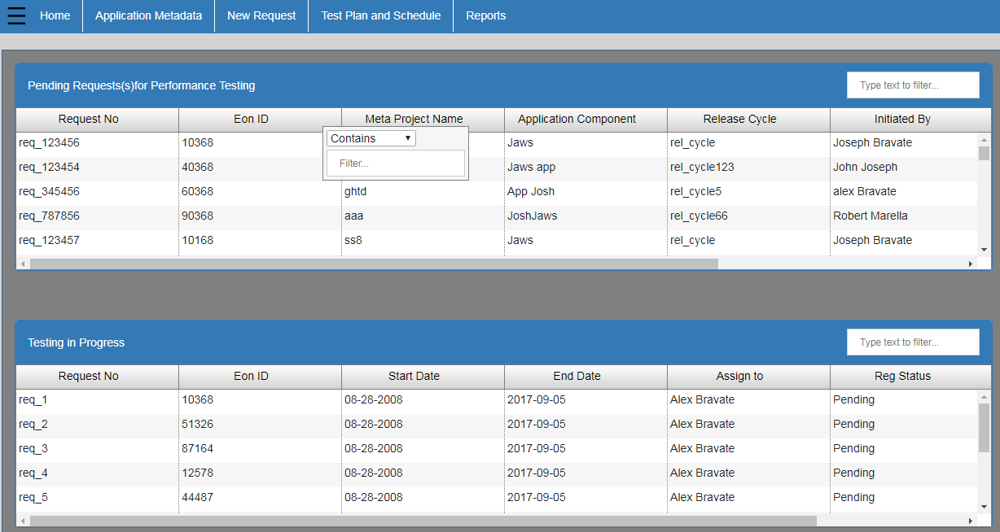 Home Application Metadata New Request Test Plan and Schedule Reports
Pending Requests(s)for Performance Testing Type text to filter...
Request No Eon ID Meta Project Name Application Component Release Cycle Initiated By
req_123456 10368 Contains Jaws rel_cycle Joseph Bravate
req_123454 40368 Filter... Jaws app rel_cycle123 John Joseph
req_345456 60368 ghtd App Josh rel_cycle5 alex Bravate
req_787856 90368 aaa JoshJaws rel_cycle66 Robert Marella
req_123457 10168 ss8 Jaws rel_cycle Joseph Bravate
Testing in Progress Type text to filter...
Request No Eon ID Start Date End Date Assign to Reg Status
req_1 10368 08-28-2008 2017-09-05 Alex Bravate Pending
req_2 51326 08-28-2008 2017-09-05 Alex Bravate Pending
req_3 87164 08-28-2008 2017-09-05 Alex Bravate Pending
req_4 12578 08-28-2008 2017-09-05 Alex Bravate Pending
req_5 44487 08-28-2008 2017-09-05 Alex Bravate Pending